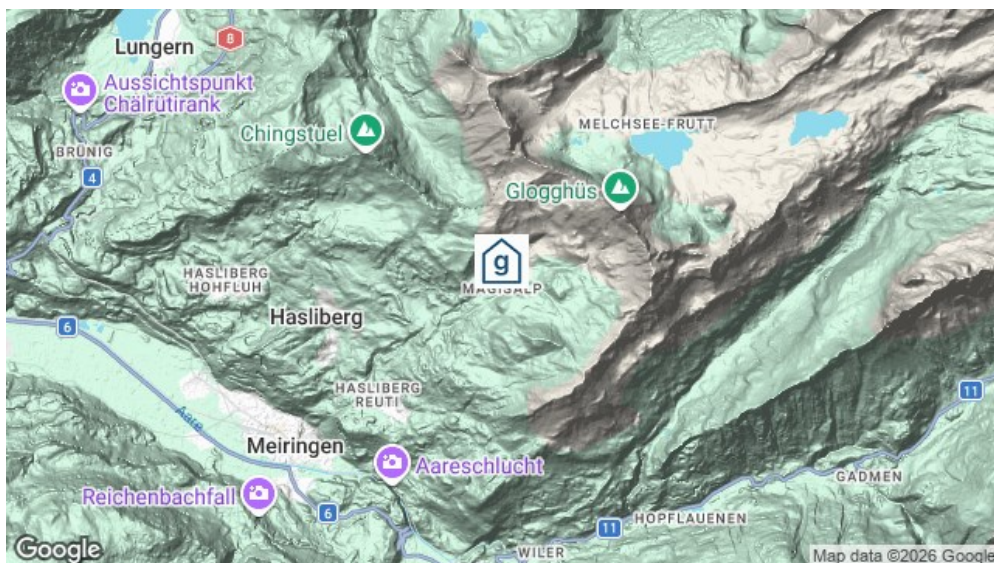 Lungern
8
Aussichtspunkt
Chälrütirank
Chingstuel
MELCHSEE-FRUTT
BRÜNIG
4
Glogghüs
g
HASLIBERG
HOHFLUH
MAGISALP
Hasliberg
6
HASLIBERG
REUTI
11
Aare
Meiringen
Aareschlucht
GADMEN
Reichenbachfall
6
HOPFLAUENEN
11
WILER
Google
Map data ©2026 Google